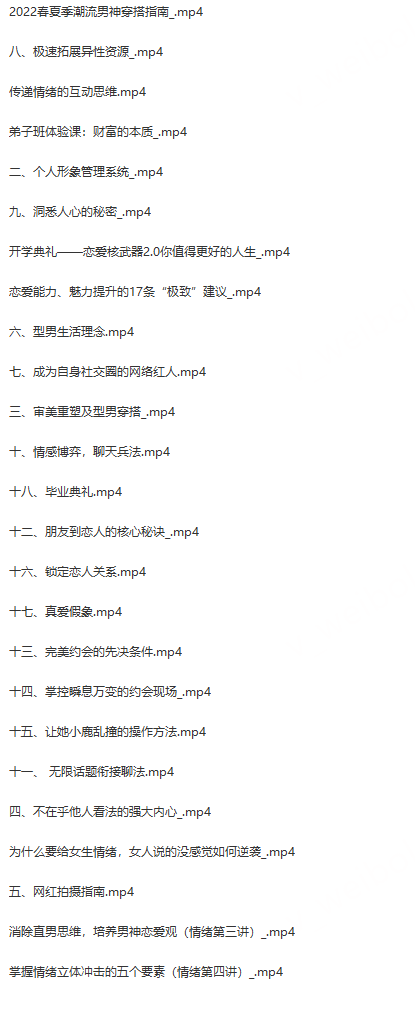 2022春夏季潮流男神穿搭指南_.mp4
八、极速拓展异性资源_.mp4
传递情绪的互动思维.mp4
弟子班体验课：财富的本质_.mp4
二、个人形象管理系统_.mp4
九、洞悉人心的秘密_.mp4
开学典礼——恋爱核武器2.0你值得更好的人生_.mp4
恋爱能力、魅力提升的17条“极致”建议_.mp4
六、型男生活理念.mp4
七、成为自身社交圈的网络红人.mp4
三、审美重塑及型男穿搭_.mp4
十、情感博弈，聊天兵法.mp4
十八、毕业典礼.mp4
十二、朋友到恋人的核心秘诀_.mp4
十六、锁定恋人关系.mp4
十七、真爱假象.mp4
十三、完美约会的先决条件.mp4
十四、掌控瞬息万变的约会现场_.mp4
十五、让她小鹿乱撞的操作方法.mp4
十一、 无限话题衔接聊法.mp4
四、不在乎他人看法的强大内心_.mp4
为什么要给女生情绪，女人说的没感觉如何逆袭_.mp4
五、网红拍摄指南.mp4
消除直男思维，培养男神恋爱观（情绪第三讲）_.mp4
掌握情绪立体冲击的五个要素（情绪第四讲）_.mp4